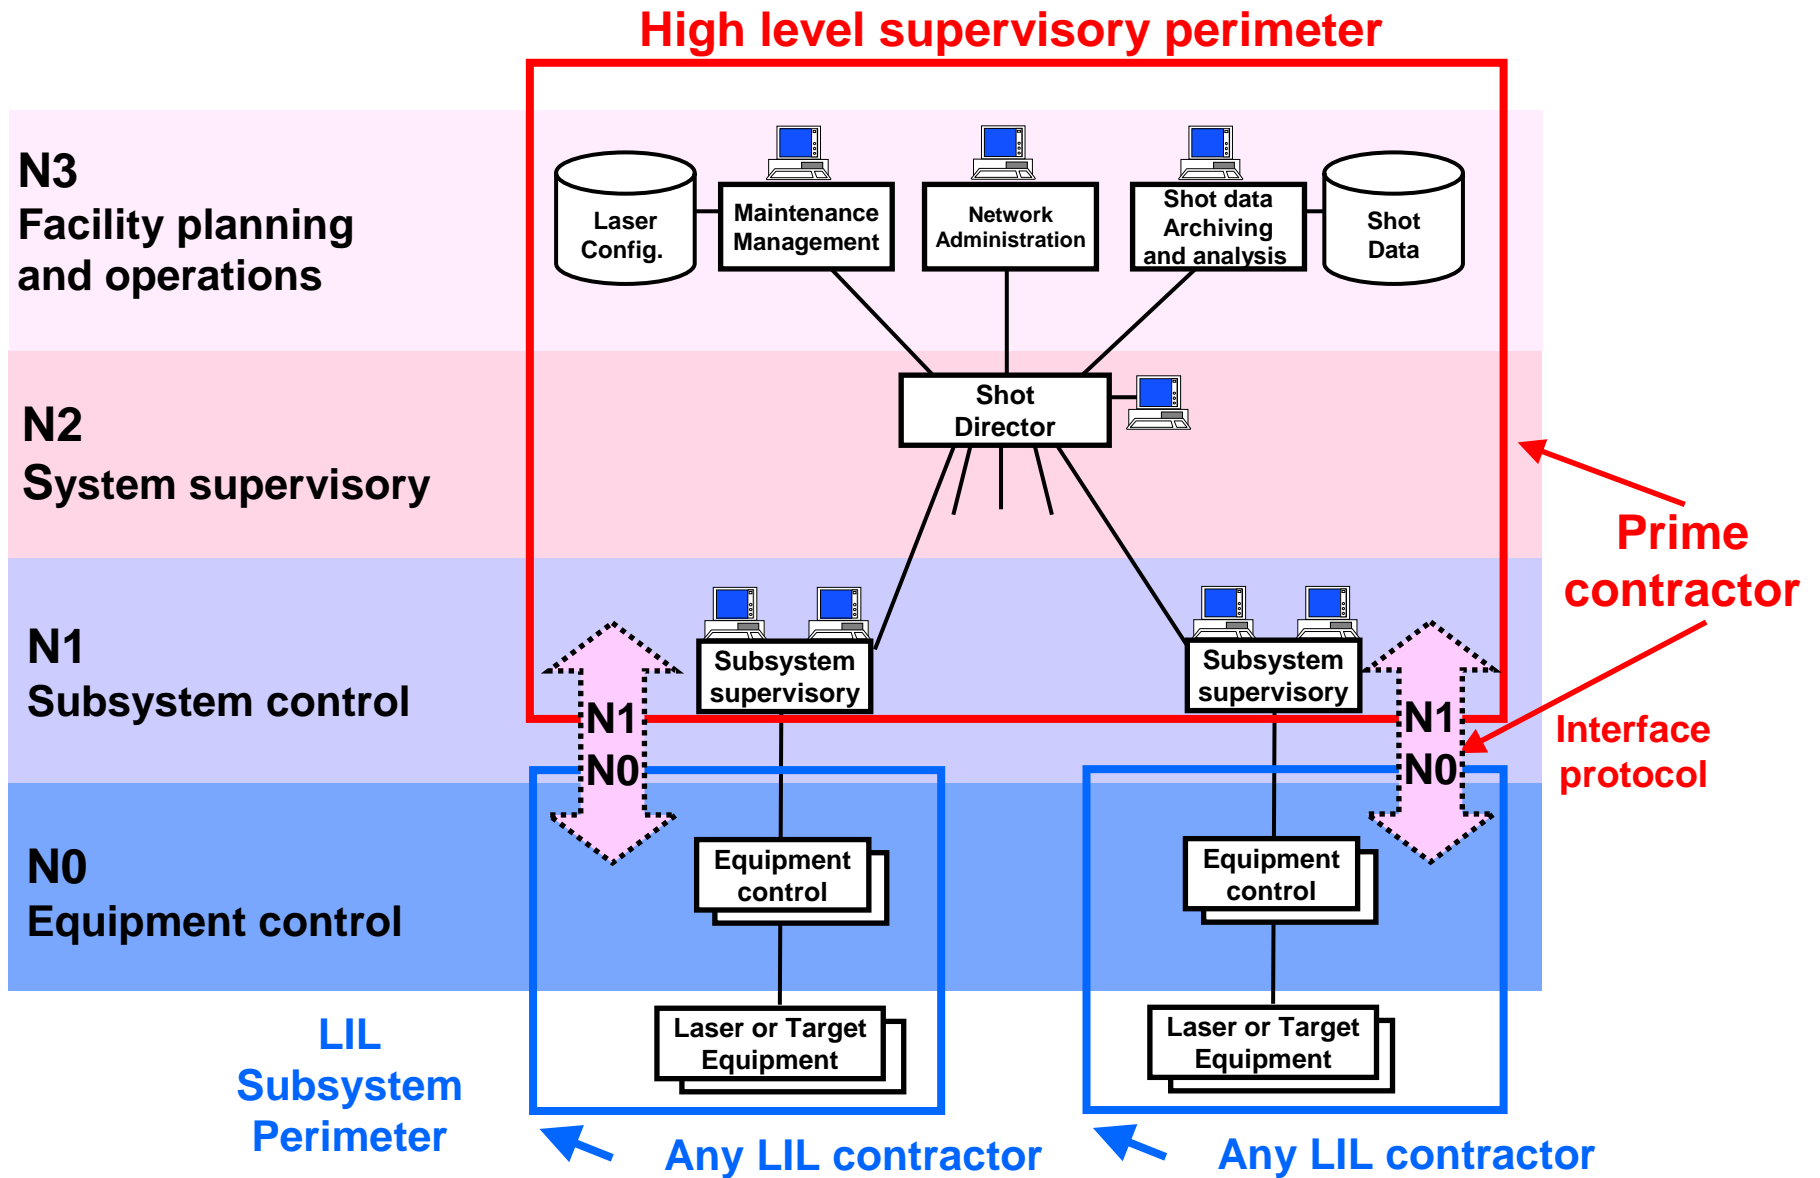 High level supervisory perimeter
N3
Facility planning
and operations
Laser
Config.
Maintenance
Management
Network
Administration
Shot data
Archiving
and analysis
Shot
Data
N2
System supervisory
Shot
Director
Prime
contractor
N1
Subsystem control
Subsystem
supervisory
Subsystem
supervisory
N1
N0
N1
N0
Interface
protocol
N0
Equipment control
Equipment
control
Equipment
control
Laser or Target
Equipment
Laser or Target
Equipment
LIL
Subsystem
Perimeter
Any LIL contractor
Any LIL contractor